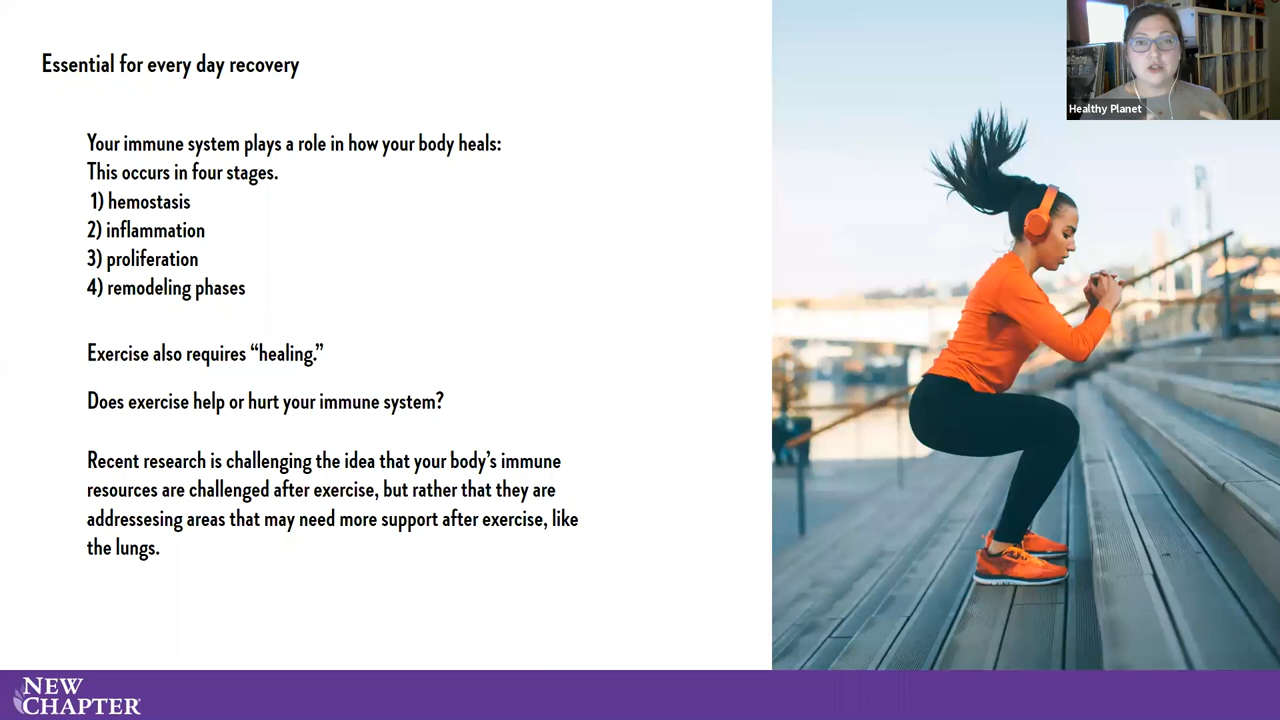 Essential for every day recovery
Your immune system plays a role in how your body heals:
This occurs in four stages.
1) hemostasis
2) inflammation
3) proliferation
4) remodeling phases
Exercise also requires “healing.”
Does exercise help or hurt your immune system?
Recent research is challenging the idea that your body’s immune
resources are challenged after exercise, but rather that they are
addressesing areas that may need more support after exercise, like
the lungs.
Healthy Planet
NEW
CHAPTER